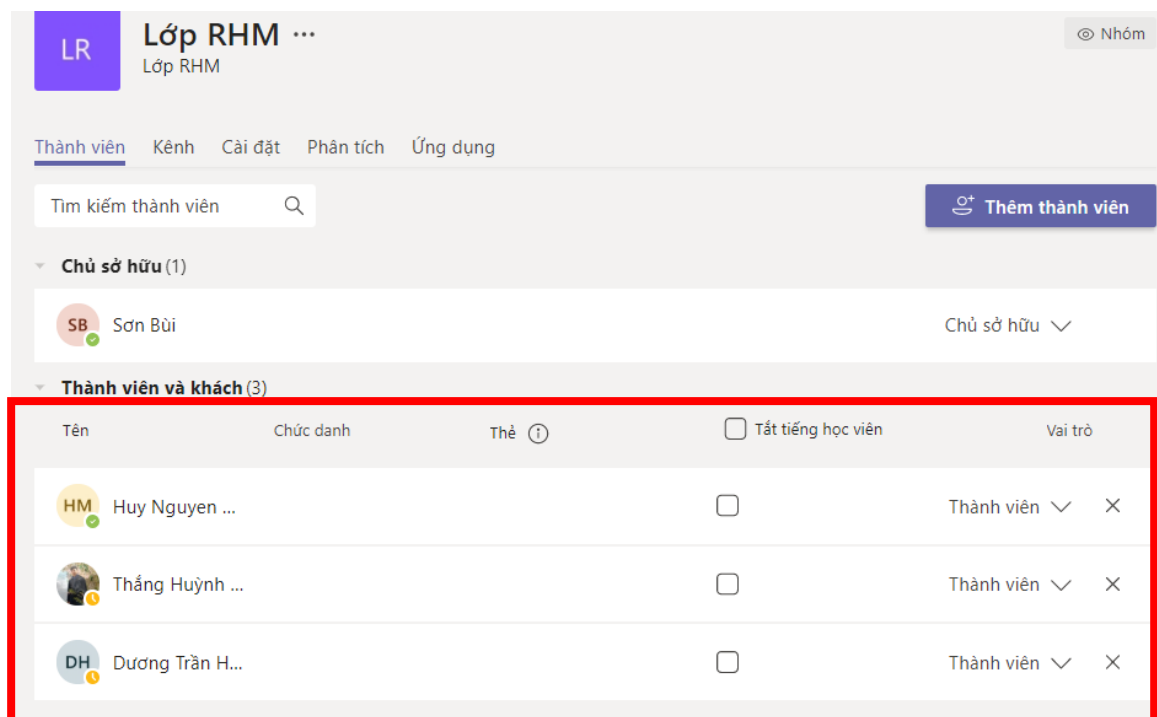 LR
Lớp RHM ...
Lớp RHM
Nhóm
Thành viên Kênh Cài đặt Phân tích Ứng dụng
Tìm kiếm thành viên
Thêm thành viên
Chủ sở hữu (1)
SB Sơn Bùi Chủ sở hữu
Thành viên và khách (3)
Tên Chức danh Thẻ Tắt tiếng học viên Vai trò
HM Huy Nguyen ... Thành viên
Thắng Huỳnh ... Thành viên
DH Dương Trần H... Thành viên